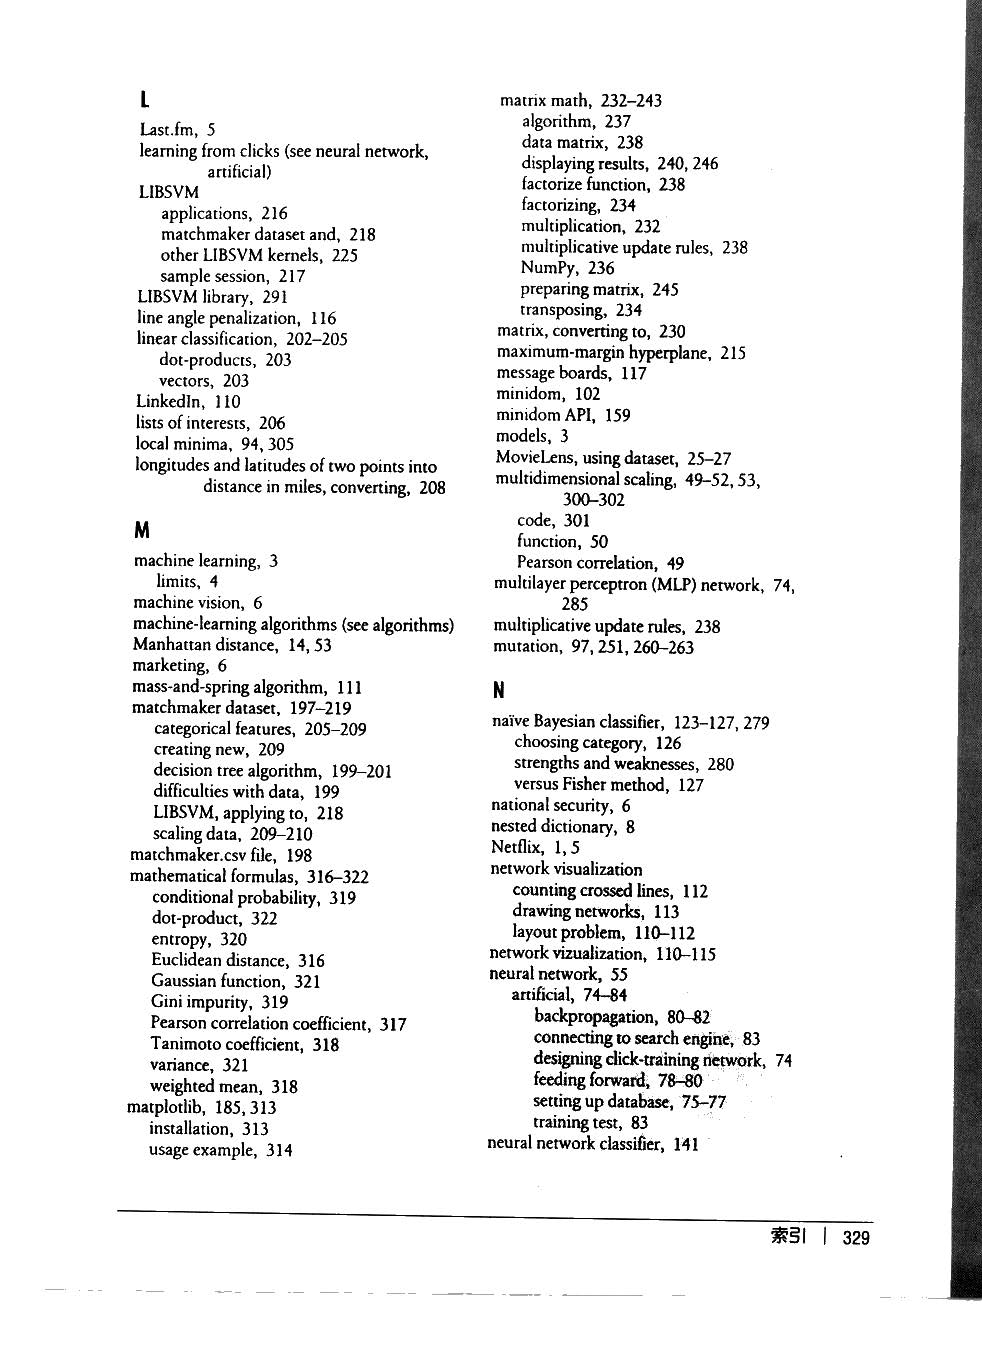 L
Last.fm, 5
learning from clicks (see neural network,
artificial)
LIBSVM
applications, 216
matchmaker dataset and, 218
other LIBSVM kernels, 225
sample session, 217
LIBSVM library, 291
line angle penalization, 116
linear classification, 202–205
dot-products, 203
vectors, 203
LinkedIn, 110
lists of interests, 206
local minima, 94, 305
longitudes and latitudes of two points into
distance in miles, converting, 208
M
machine learning, 3
limits, 4
machine vision, 6
machine-learning algorithms (see algorithms)
Manhattan distance, 14, 53
marketing, 6
mass-and-spring algorithm, 111
matchmaker dataset, 197–219
categorical features, 205–209
creating new, 209
decision tree algorithm, 199–201
difficulties with data, 199
LIBSVM, applying to, 218
scaling data, 209–210
matchmaker.csv file, 198
mathematical formulas, 316–322
conditional probability, 319
dot-product, 322
entropy, 320
Euclidean distance, 316
Gaussian function, 321
Gini impurity, 319
Pearson correlation coefficient, 317
Tanimoto coefficient, 318
variance, 321
weighted mean, 318
matplotlib, 185, 313
installation, 313
usage example, 314
matrix math, 232–243
algorithm, 237
data matrix, 238
displaying results, 240, 246
factorize function, 238
factorizing, 234
multiplication, 232
multiplicative update rules, 238
NumPy, 236
preparing matrix, 245
transposing, 234
matrix, converting to, 230
maximum-margin hyperplane, 215
message boards, 117
minidom, 102
minidom API, 159
models, 3
MovieLens, using dataset, 25–27
multidimensional scaling, 49–52, 53,
300–302
code, 301
function, 50
Pearson correlation, 49
multilayer perceptron (MLP) network, 74,
285
multiplicative update rules, 238
mutation, 97, 251, 260–263
N
naïve Bayesian classifier, 123–127, 279
choosing category, 126
strengths and weaknesses, 280
versus Fisher method, 127
national security, 6
nested dictionary, 8
Netflix, 1, 5
network visualization
counting crossed lines, 112
drawing networks, 113
layout problem, 110–112
network vizualization, 110–115
neural network, 55
artificial, 74–84
backpropagation, 80–82
connecting to search engine, 83
designing click-training network, 74
feeding forward, 78–80
setting up database, 75–77
training test, 83
neural network classifier, 141
索引 | 329